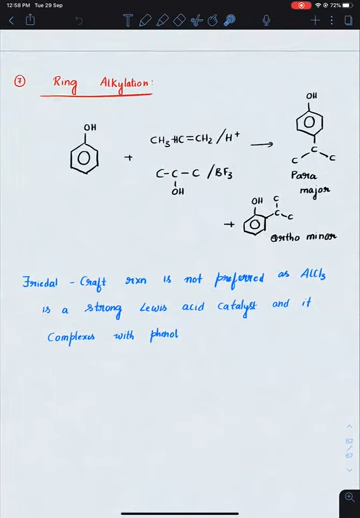 12:58 PM Tue 29 Sep
72%
7 Ring Alkylation:
OH
+ CH3-HC=CH2/H+
C-C-C /BF3
OH
OH
C
C C
Para
major
+ OH C
C-C
Ortho minor
Friedal-Craft rxn is not preferred as AlCl3
is a strong Lewis acid catalyst and it
Complexes with phenol
62
/
67